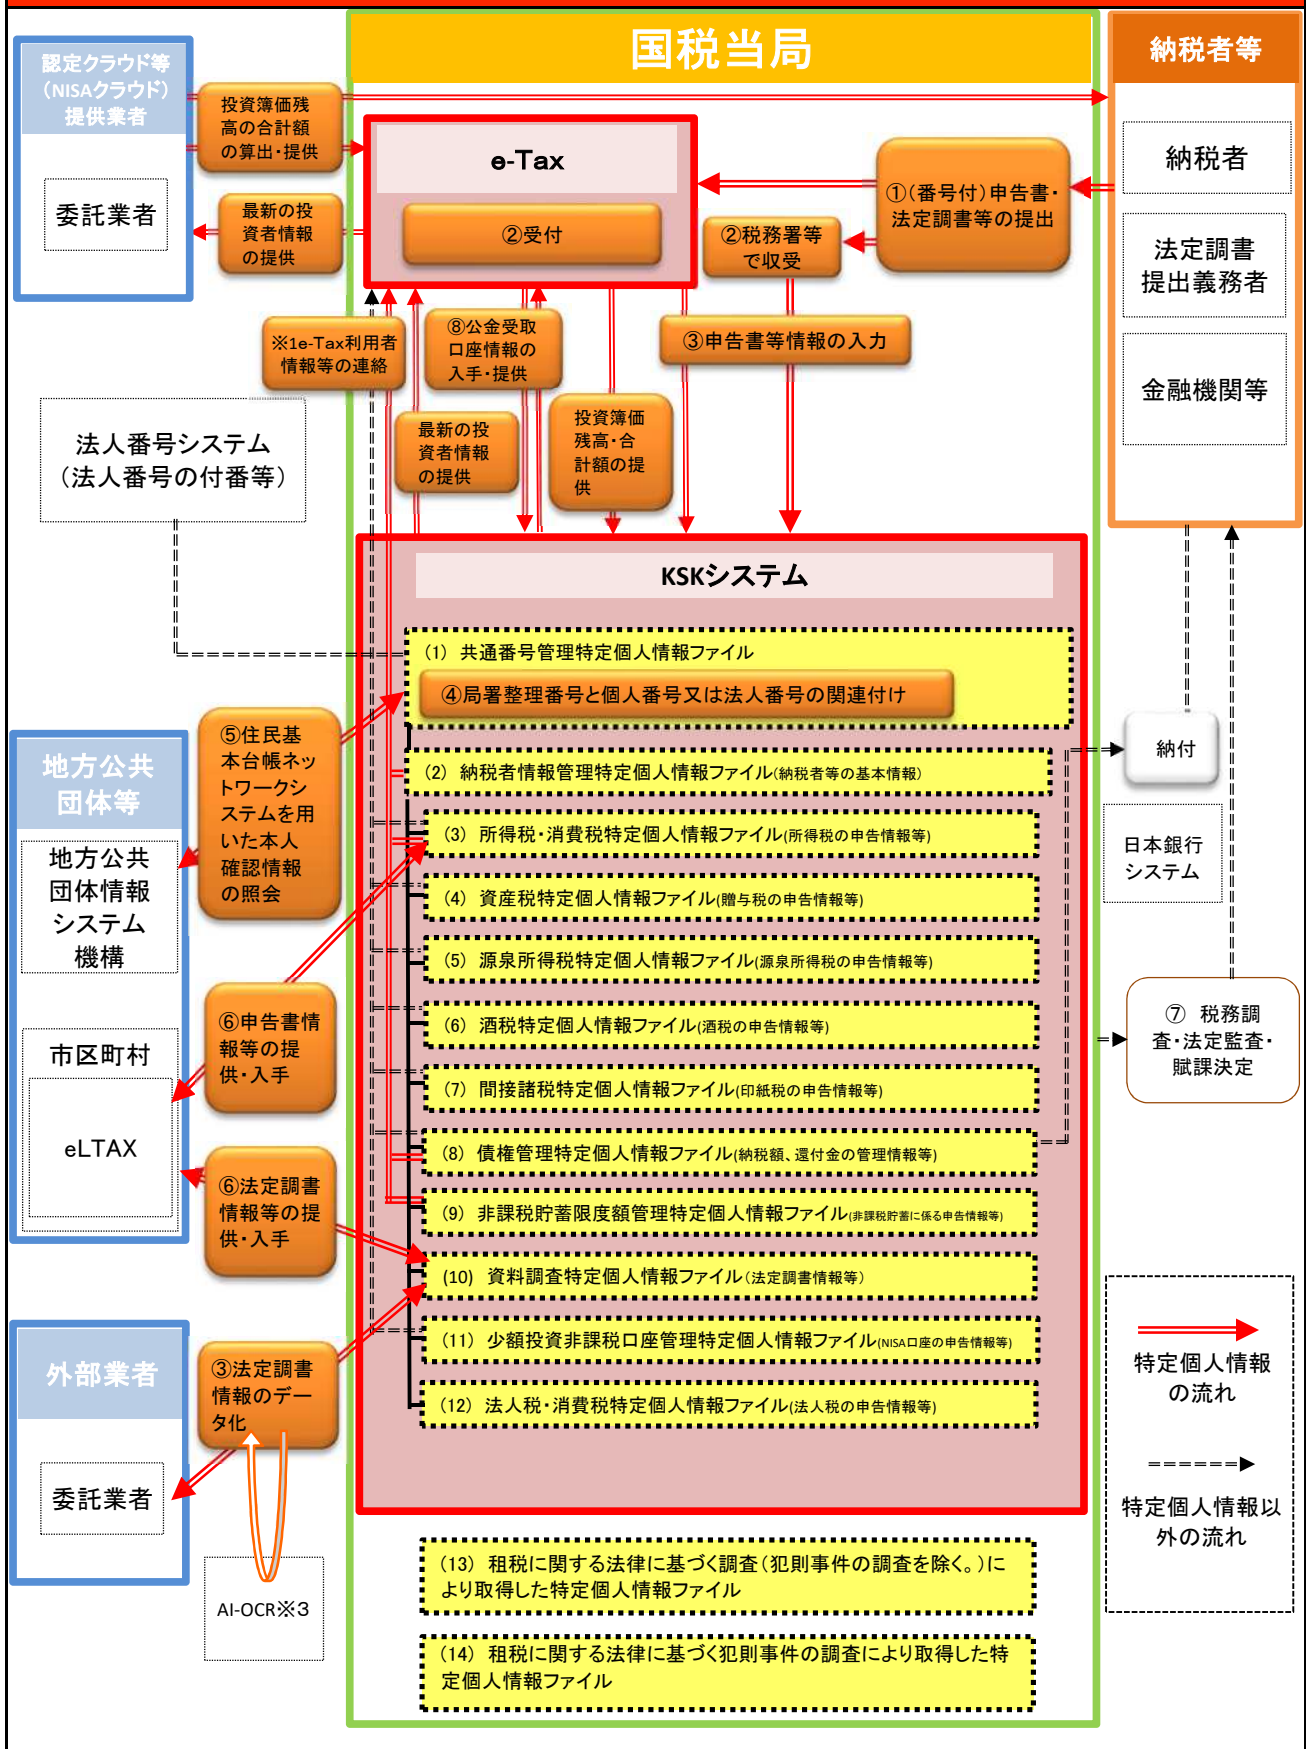 国税当局
認定クラウド等
（NISAクラウド）
提供業者
委託業者
投資簿価残
高の合計額
の算出・提供
最新の投
資者情報
の提供
e-Tax
②受付
②税務署等
で収受
①（番号付）申告書・
法定調書等の提出
納税者等
納税者
法定調書
提出義務者
金融機関等
※1e-Tax利用者
情報等の連絡
⑧公金受取
口座情報の
入手・提供
③申告書等情報の入力
最新の投
資者情報
の提供
投資簿価
残高・合
計額の提
供
法人番号システム
（法人番号の付番等）
KSKシステム
(1) 共通番号管理特定個人情報ファイル
④局署整理番号と個人番号又は法人番号の関連付け
(2) 納税者情報管理特定個人情報ファイル(納税者等の基本情報)
(3) 所得税・消費税特定個人情報ファイル(所得税の申告情報等)
(4) 資産税特定個人情報ファイル(贈与税の申告情報等)
(5) 源泉所得税特定個人情報ファイル(源泉所得税の申告情報等)
(6) 酒税特定個人情報ファイル(酒税の申告情報等)
(7) 間接諸税特定個人情報ファイル(印紙税の申告情報等)
(8) 債権管理特定個人情報ファイル(納税額、還付金の管理情報等)
(9) 非課税貯蓄限度額管理特定個人情報ファイル(非課税貯蓄に係る申告情報等)
(10) 資料調査特定個人情報ファイル(法定調書情報等)
(11) 少額投資非課税口座管理特定個人情報ファイル(NISA口座の申告情報等)
(12) 法人税・消費税特定個人情報ファイル(法人税の申告情報等)
(13) 租税に関する法律に基づく調査（犯則事件の調査を除く。）に
より取得した特定個人情報ファイル
(14) 租税に関する法律に基づく犯則事件の調査により取得した特
定個人情報ファイル
地方公共
団体等
地方公共
団体情報
システム
機構
市区町村
eLTAX
⑤住民基
本台帳ネッ
トワークシ
ステムを用
いた本人
確認情報
の照会
⑥申告書情
報等の提
供・入手
⑥法定調書
情報等の提
供・入手
外部業者
委託業者
③法定調書
情報のデー
タ化
AI-OCR※3
納付
日本銀行
システム
⑦ 税務調
査・法定監査・
賦課決定
特定個人情報
の流れ
特定個人情報以
外の流れ